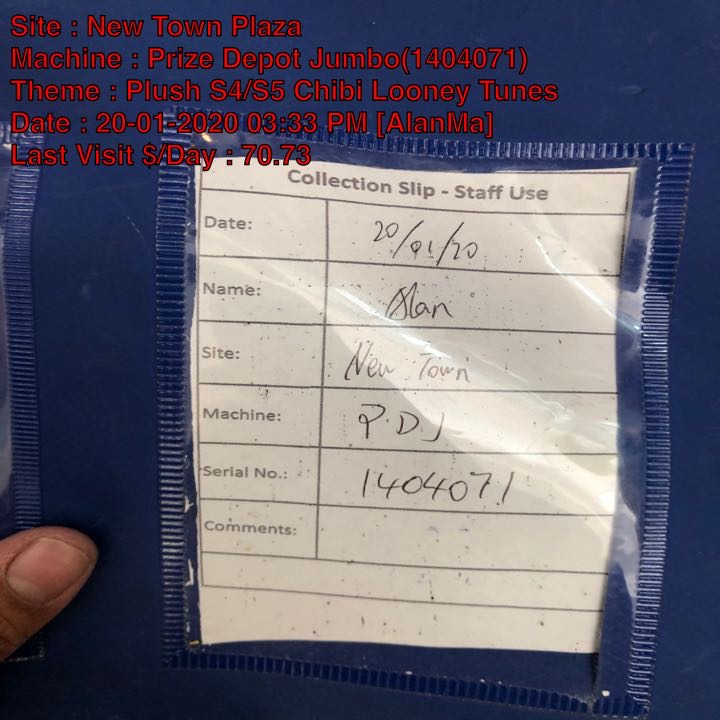 Site : New Town Plaza
Machine : Prize Depot Jumbo(1404071)
Theme : Plush S4/S5 Chibi Looney Tunes
Date : 20-01-2020 03:33 PM [AlanMa]
Last Visit $/Day : 70.73
Collection Slip - Staff Use
Date: 20/01/20
Name: Alan
Site: New Town
Machine: P.D.J
Serial No.: 1404071
Comments: